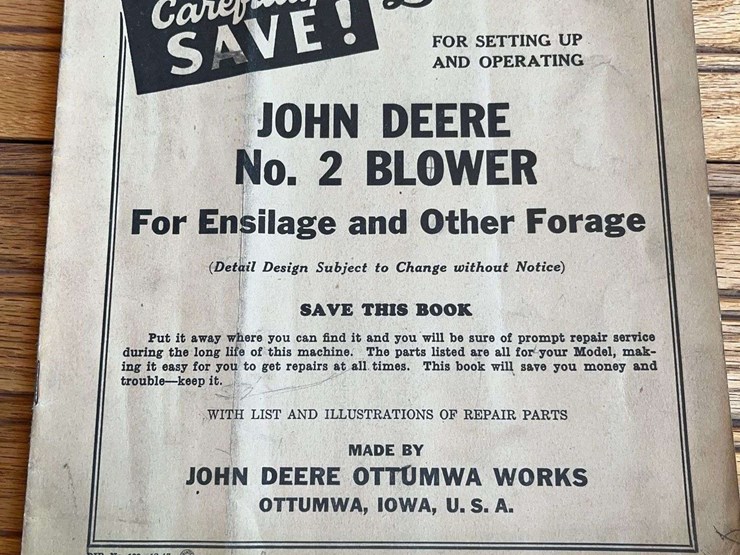 SAVE!
FOR SETTING UP
AND OPERATING
JOHN DEERE
No. 2 BLOWER
For Ensilage and Other Forage
(Detail Design Subject to Change without Notice)
SAVE THIS BOOK
Put it away where you can find it and you will be sure of prompt repair service
during the long life of this machine. The parts listed are all for your Model, mak-
ing it easy for you to get repairs at all times. This book will save you money and
trouble—keep it.
WITH LIST AND ILLUSTRATIONS OF REPAIR PARTS
MADE BY
JOHN DEERE OTTUMWA WORKS
OTTUMWA, IOWA, U. S. A.